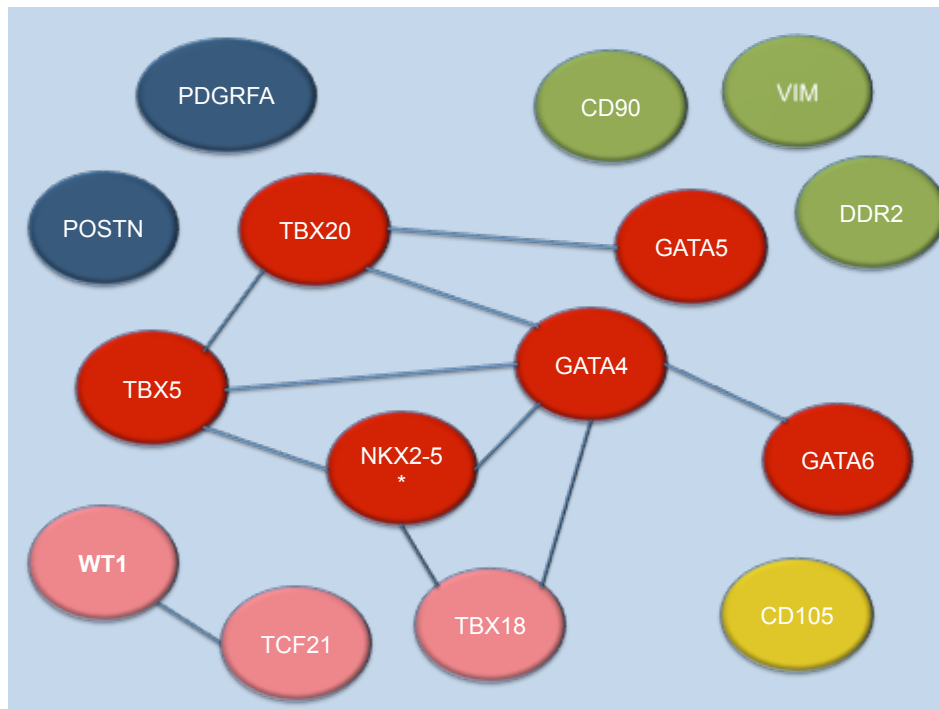 PDGRFA
CD90
VIM
POSTN
TBX20
GATA5
DDR2
TBX5
GATA4
NKX2-5
*
GATA6
WT1
TCF21
TBX18
CD105